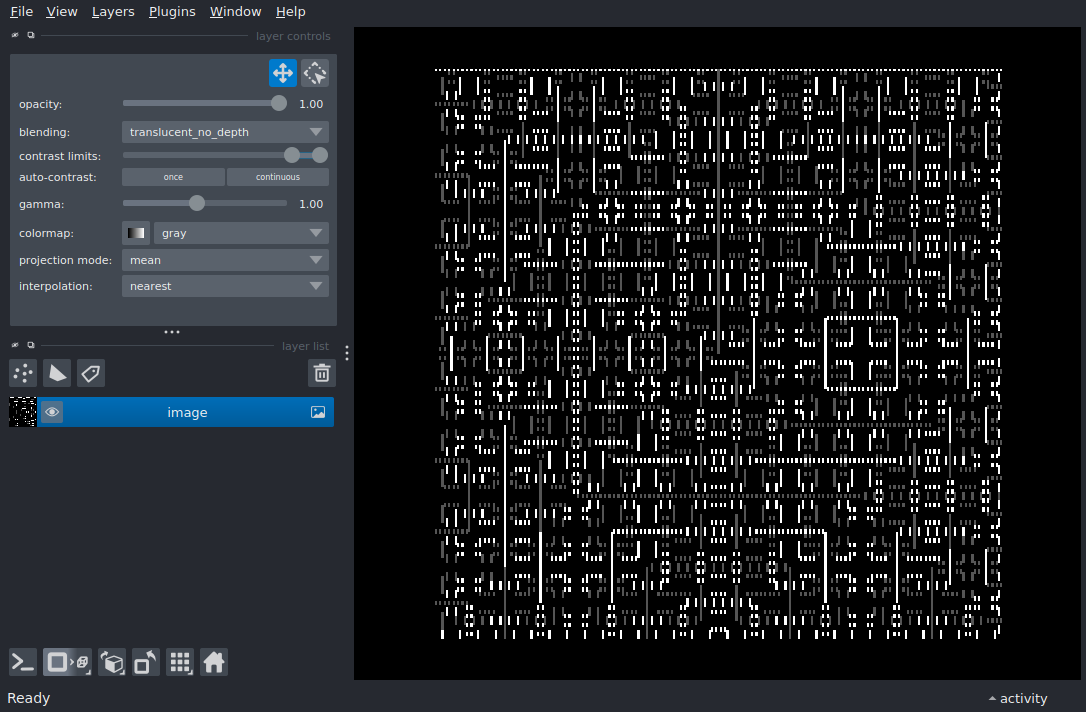 File View Layers Plugins Window Help
layer controls
opacity: 1.00
blending: translucent_no_depth
contrast limits:
auto-contrast: once continuous
gamma: 1.00
colormap: gray
projection mode: mean
interpolation: nearest
layer list
image
Ready
activity